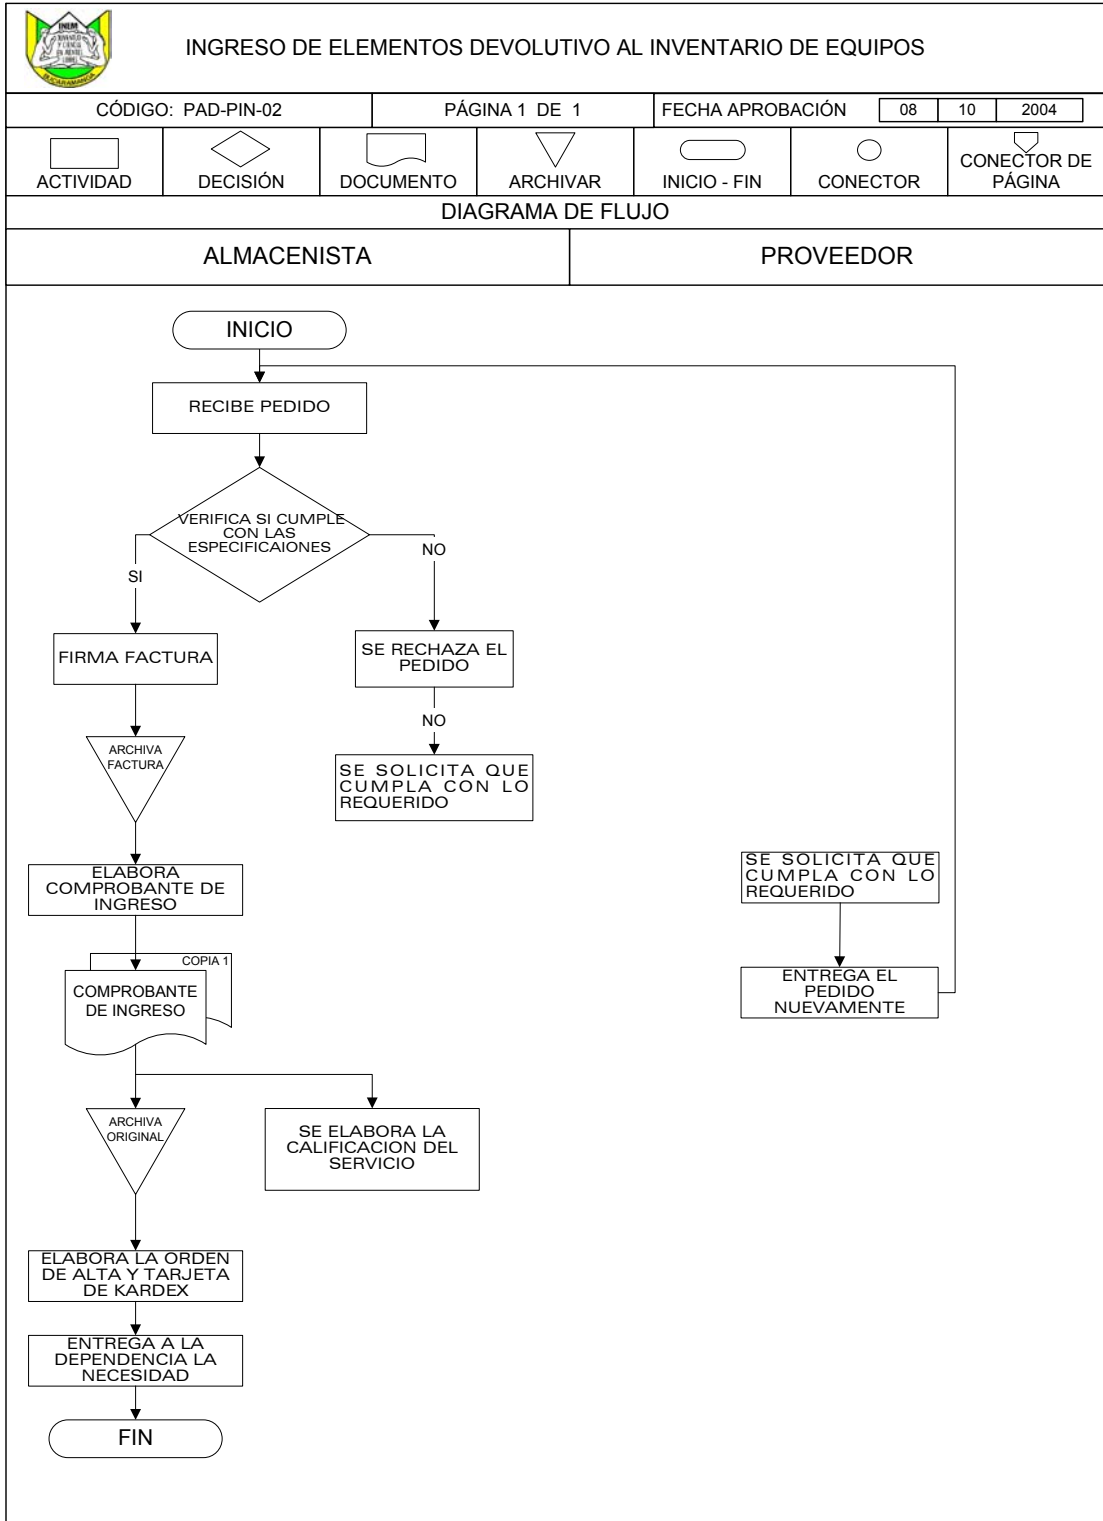 INEM
JUVENTUD
Y CIENCIA
BUCARAMANGA
INGRESO DE ELEMENTOS DEVOLUTIVO AL INVENTARIO DE EQUIPOS
CÓDIGO: PAD-PIN-02
PÁGINA 1 DE 1
FECHA APROBACIÓN 08 10 2004
ACTIVIDAD
DECISIÓN
DOCUMENTO
ARCHIVAR
INICIO - FIN
CONECTOR
CONECTOR DE
PÁGINA
DIAGRAMA DE FLUJO
ALMACENISTA
PROVEEDOR
INICIO
RECIBE PEDIDO
VERIFICA SI CUMPLE
CON LAS
ESPECIFICAIONES
SI
NO
FIRMA FACTURA
SE RECHAZA EL
PEDIDO
NO
ARCHIVA
FACTURA
SE SOLICITA QUE
CUMPLA CON LO
REQUERIDO
ELABORA
COMPROBANTE DE
INGRESO
SE SOLICITA QUE
CUMPLA CON LO
REQUERIDO
COPIA 1
COMPROBANTE
DE INGRESO
ENTREGA EL
PEDIDO
NUEVAMENTE
ARCHIVA
ORIGINAL
SE ELABORA LA
CALIFICACION DEL
SERVICIO
ELABORA LA ORDEN
DE ALTA Y TARJETA
DE KARDEX
ENTREGA A LA
DEPENDENCIA LA
NECESIDAD
FIN